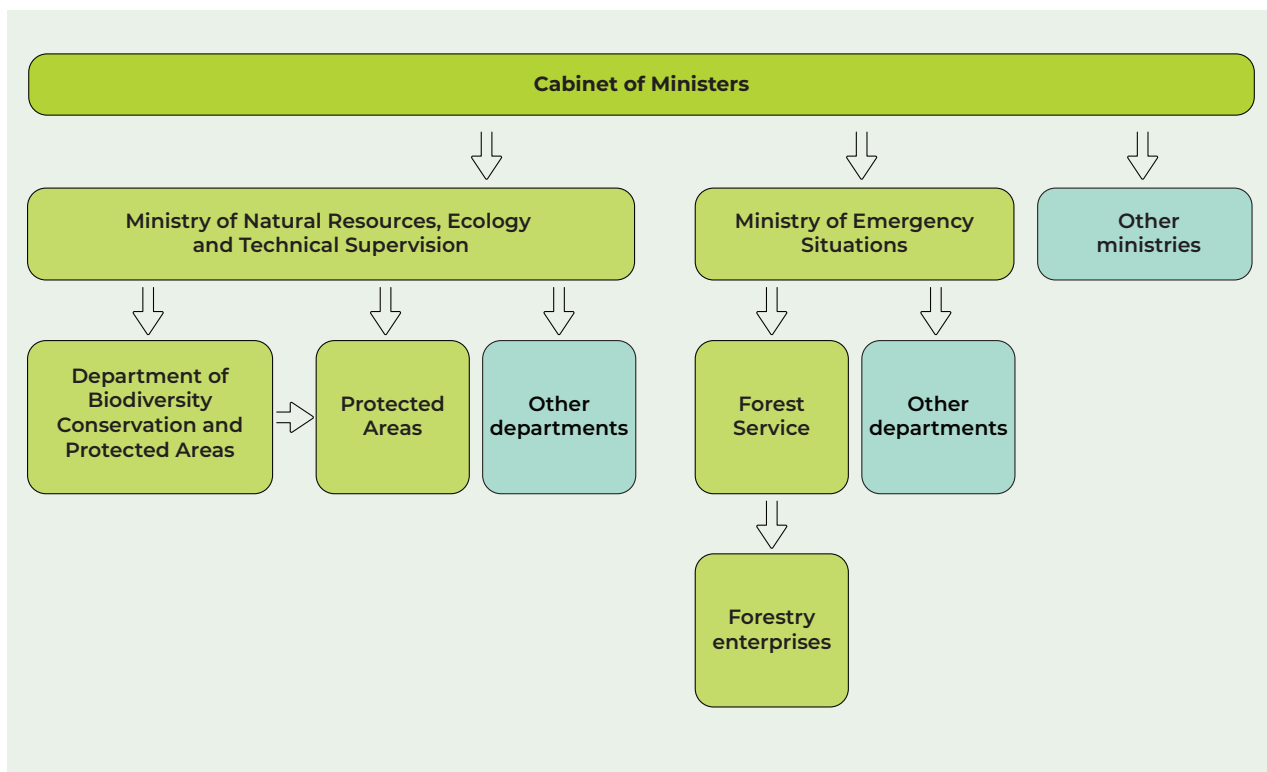 Cabinet of Ministers
Ministry of Natural Resources, Ecology
and Technical Supervision
Ministry of Emergency
Situations
Other
ministries
Department of
Biodiversity
Conservation and
Protected Areas
Protected
Areas
Other
departments
Forest
Service
Other
departments
Forestry
enterprises